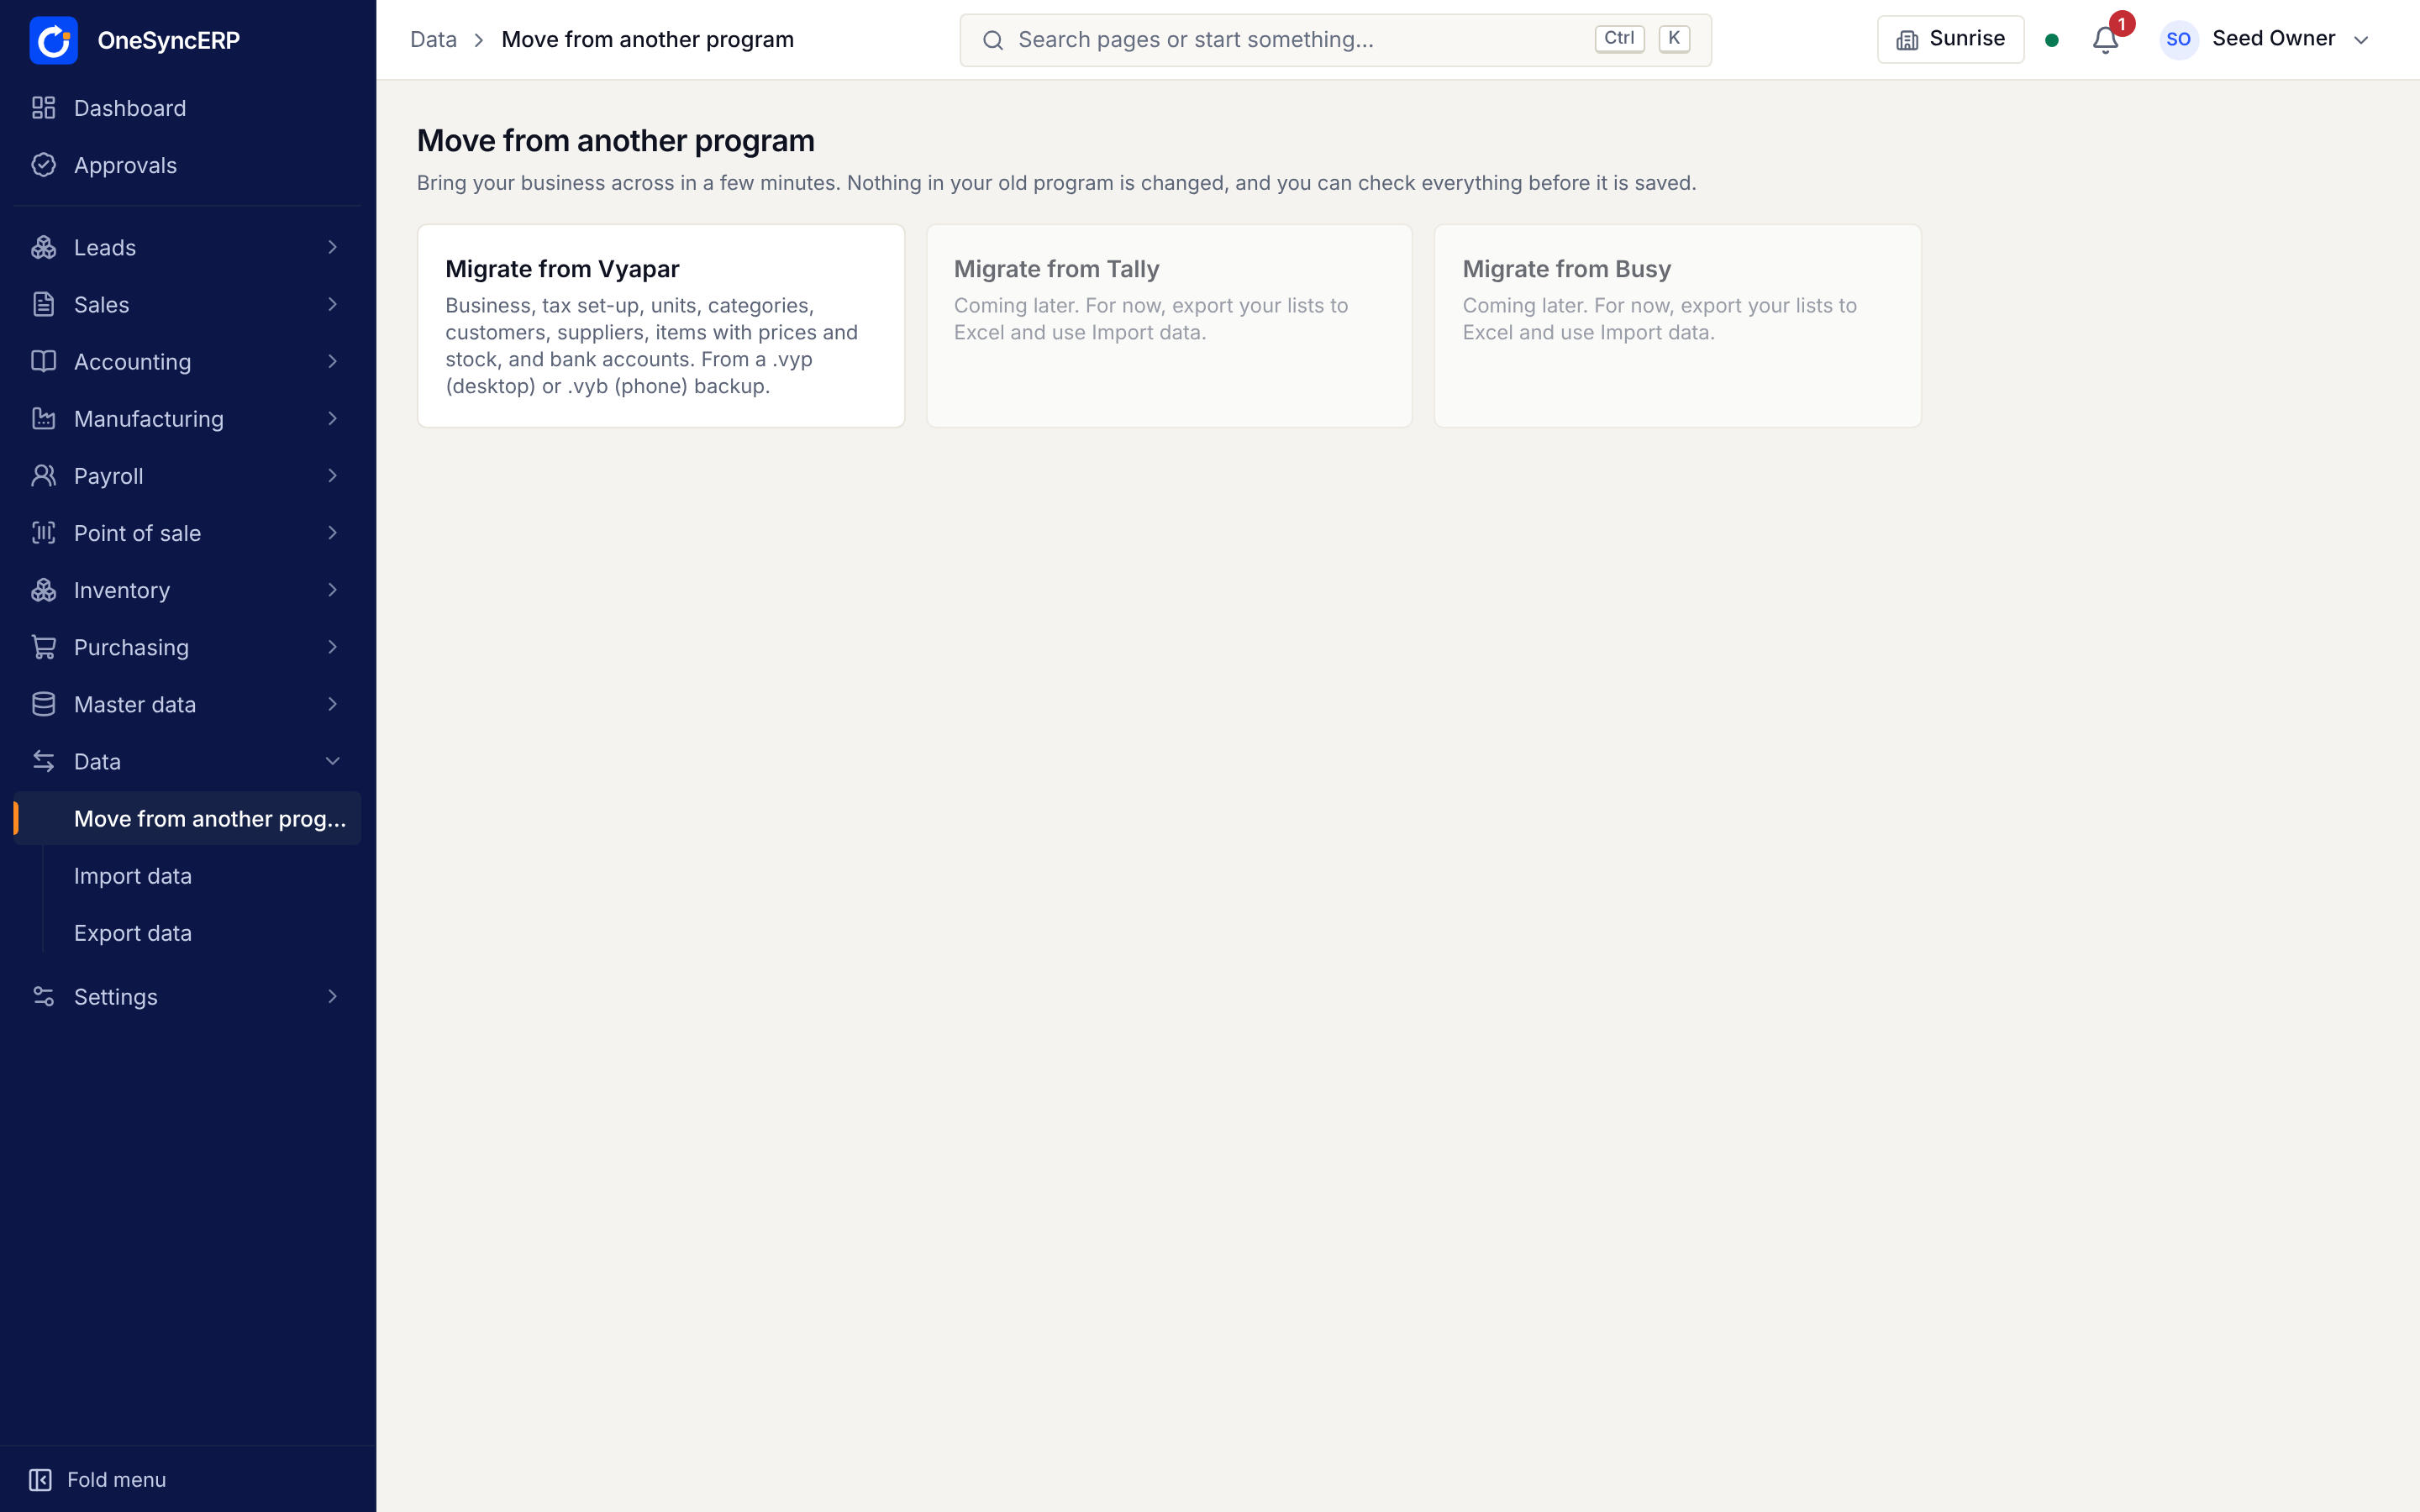 OneSyncERP
Dashboard
Approvals
Leads
Sales
Accounting
Manufacturing
Payroll
Point of sale
Inventory
Purchasing
Master data
Data
Move from another prog...
Import data
Export data
Settings
Fold menu
Data > Move from another program
Search pages or start something...
Ctrl K
Sunrise
1
SO Seed Owner
Move from another program
Bring your business across in a few minutes. Nothing in your old program is changed, and you can check everything before it is saved.
Migrate from Vyapar
Business, tax set-up, units, categories,
customers, suppliers, items with prices and
stock, and bank accounts. From a .vyp
(desktop) or .vyb (phone) backup.
Migrate from Tally
Coming later. For now, export your lists to
Excel and use Import data.
Migrate from Busy
Coming later. For now, export your lists to
Excel and use Import data.